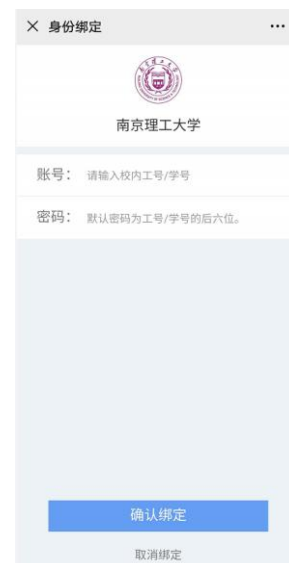 身份绑定
南京理工大学
账号： 请输入校内工号/学号
密码： 默认密码为工号/学号的后六位。
确认绑定
取消绑定